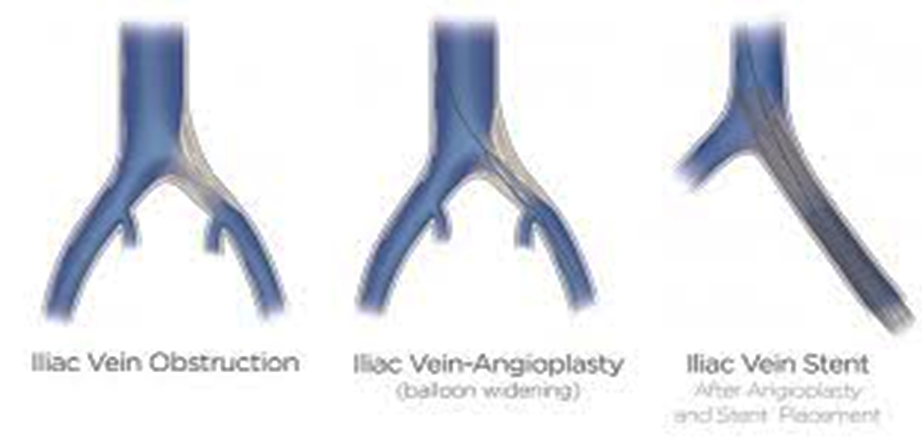 Iliac Vein Obstruction
Iliac Vein-Angioplasty
(balloon widening)
Iliac Vein Stent
After Angioplasty
and Stent Placement